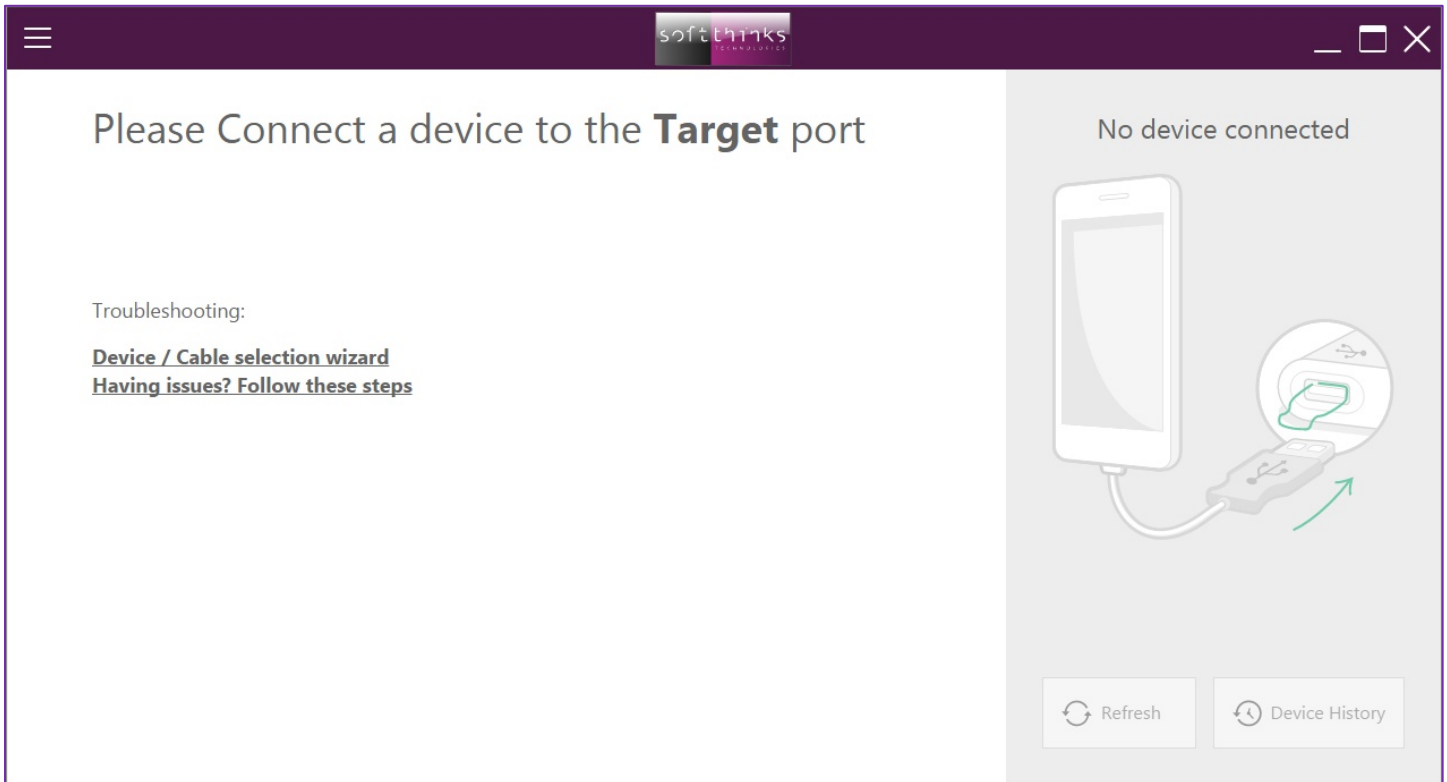 softthinks
TECHNOLOGIES
Please Connect a device to the Target port
No device connected
Troubleshooting:
Device / Cable selection wizard
Having issues? Follow these steps
Refresh
Device History